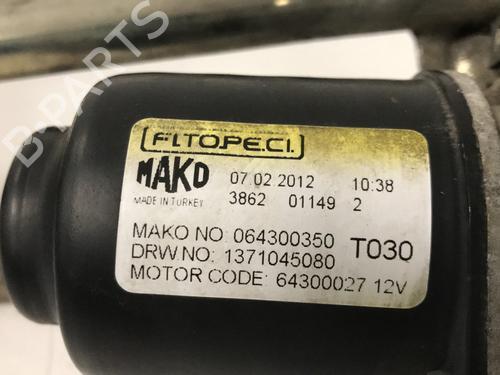 F.I.T.O.P.E.C.I.
MAKO 07.02.2012 10:38
MADE IN TURKEY 3862 01149 2
MAKO NO: 064300350 T030
DRW.NO: 1371045080
MOTOR CODE: 64300027 12V
B-PARTS